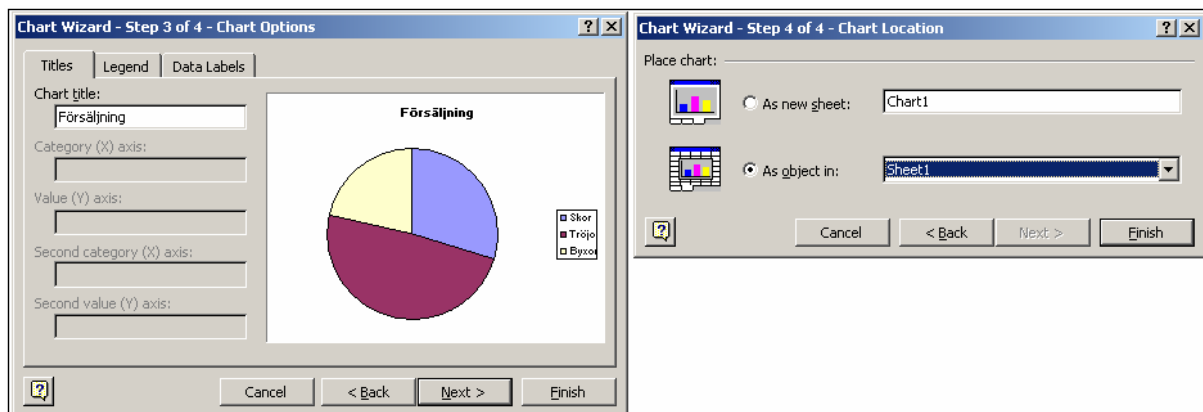 Chart Wizard - Step 3 of 4 - Chart Options
Titles Legend Data Labels
Chart title:
Försäljning
Category (X) axis:
Value (Y) axis:
Second category (X) axis:
Second value (Y) axis:
Försäljning
Skor
Tröjo
Byxor
Cancel < Back Next > Finish
Chart Wizard - Step 4 of 4 - Chart Location
Place chart:
As new sheet: Chart1
As object in: Sheet1
Cancel < Back Next > Finish